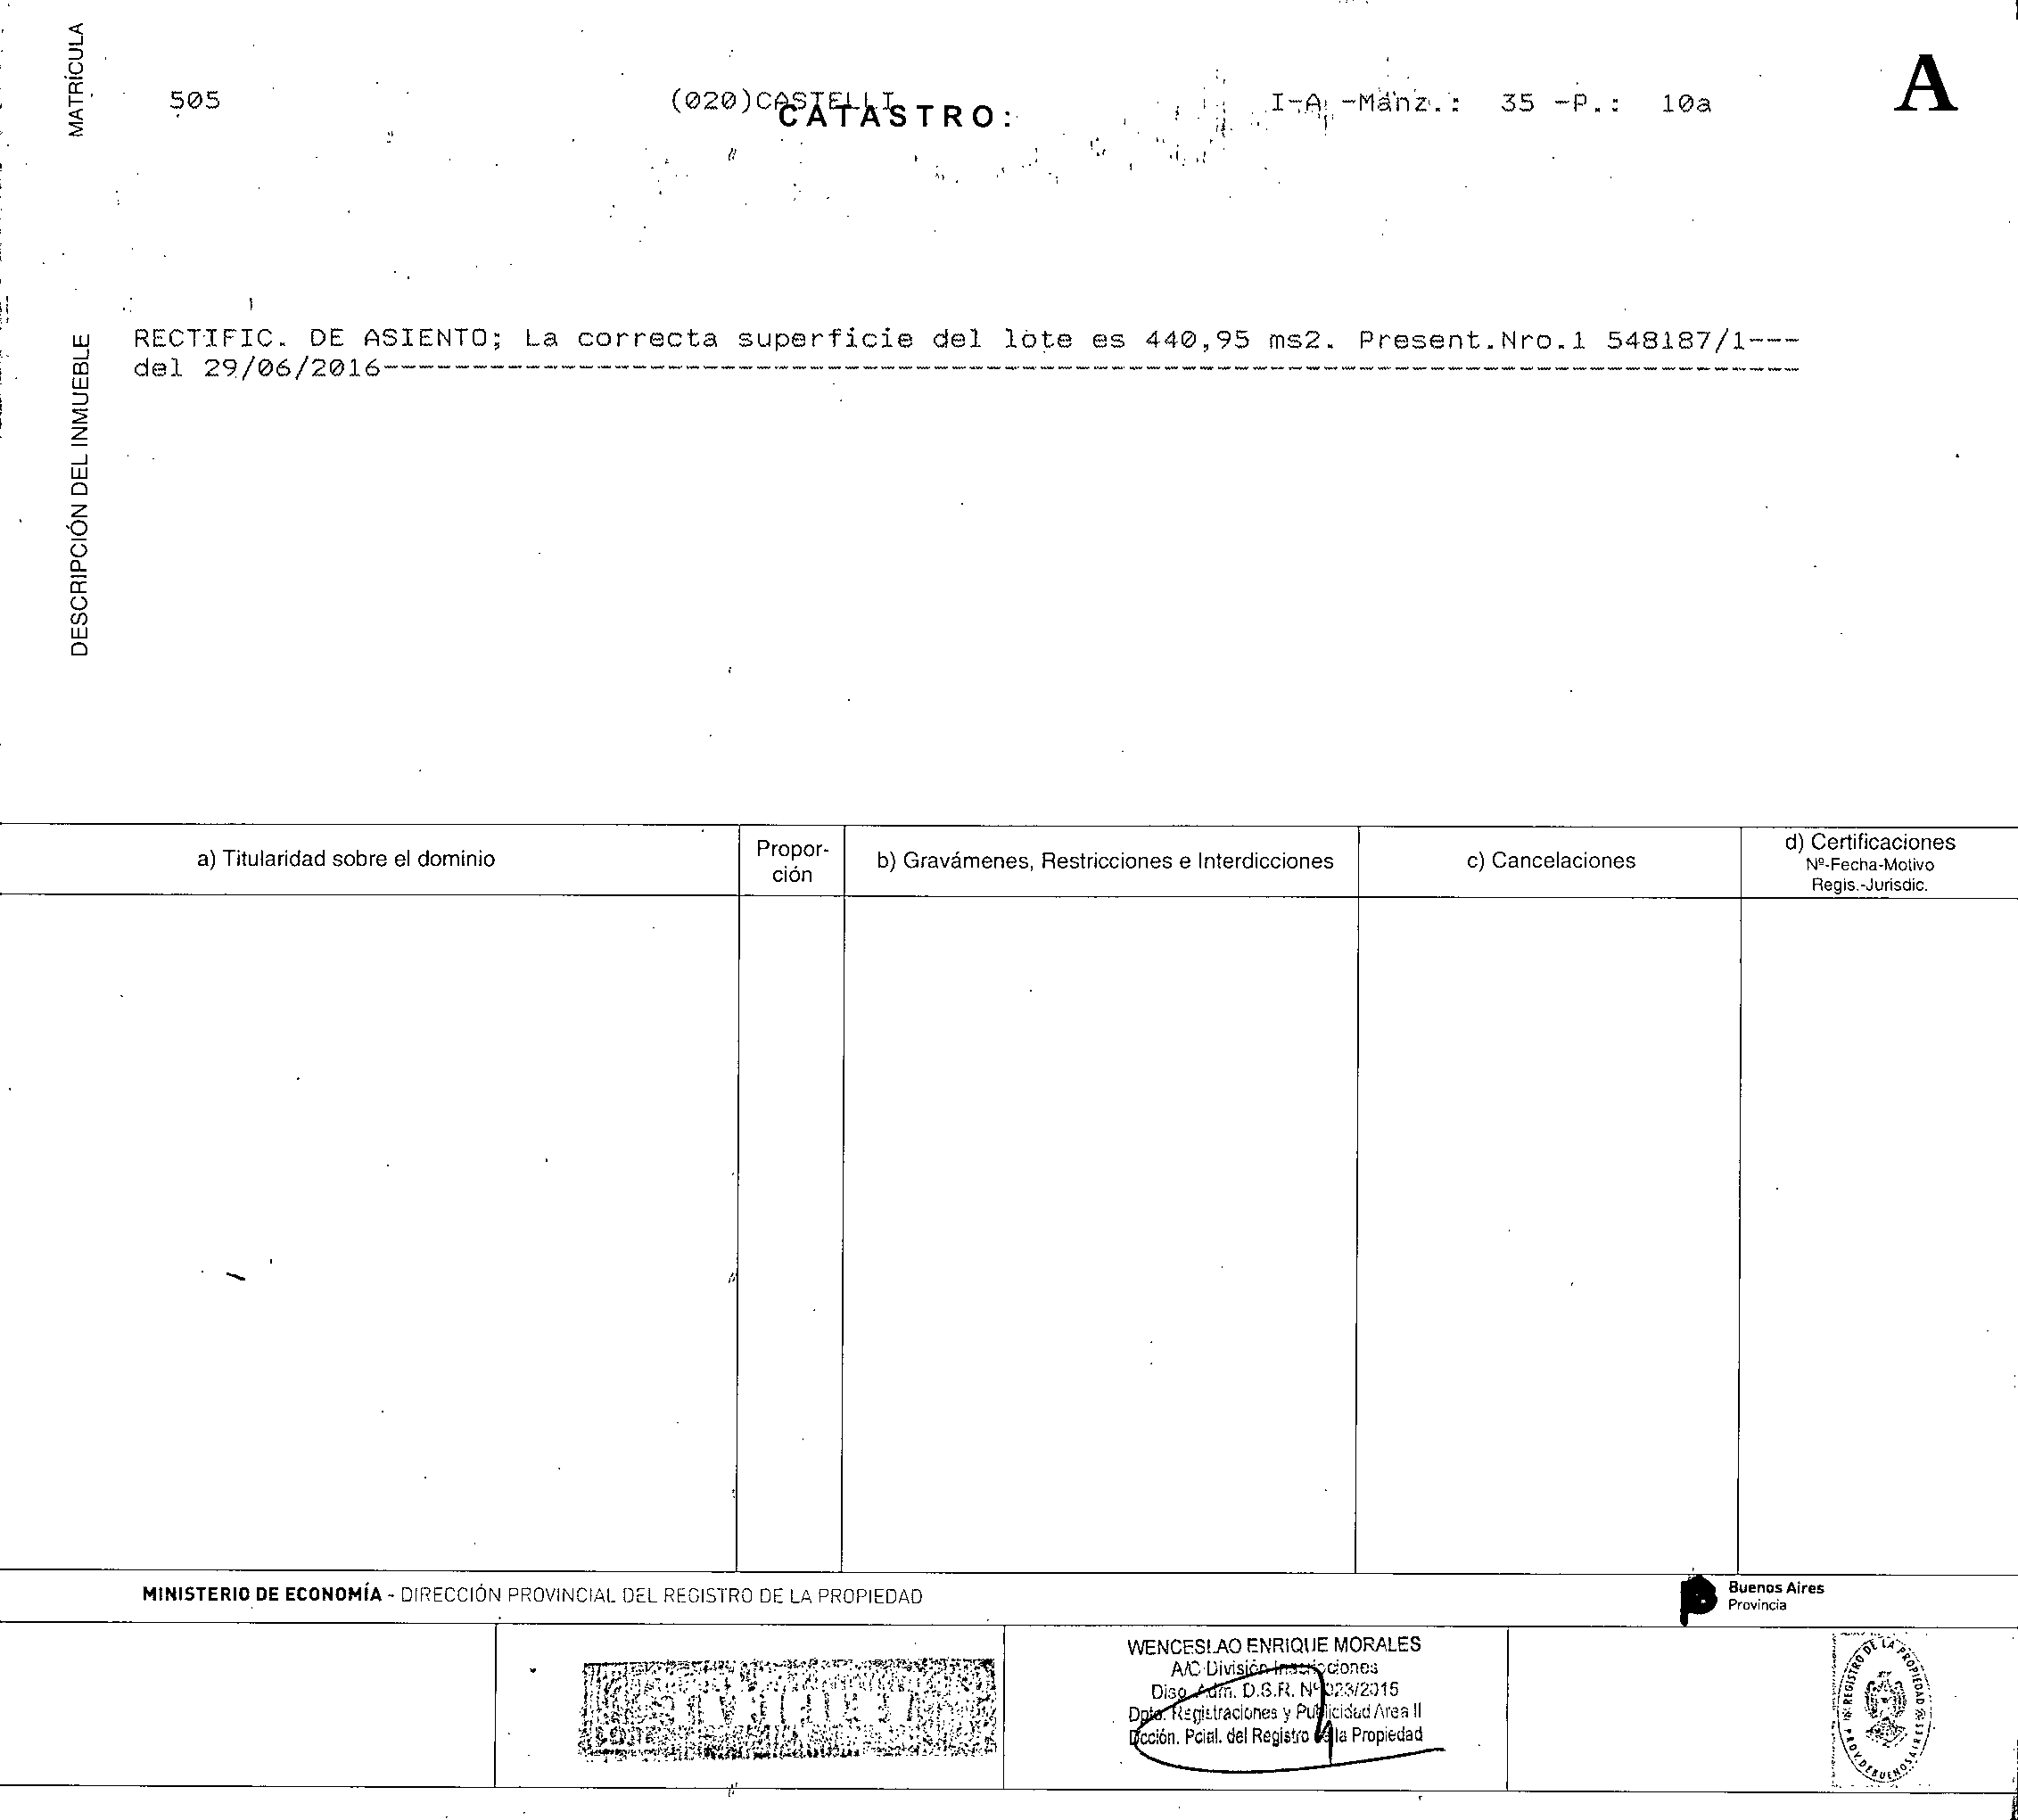 MATRÍCULA
505
(020)CASTELLI
CATASTRO:
I-A -Manz.: 35 -P.: 10a
A
DESCRIPCIÓN DEL INMUEBLE
RECTIFIC. DE ASIENTO; La correcta superficie del lote es 440,95 ms2. Present.Nro.1 548187/1---
del 29/06/2016--------------------------------------------------------------------------------
a) Titularidad sobre el dominio
Propor-
ción
b) Gravámenes, Restricciones e Interdicciones
c) Cancelaciones
d) Certificaciones
Nº-Fecha-Motivo
Regis.-Jurisdic.
MINISTERIO DE ECONOMÍA - DIRECCIÓN PROVINCIAL DEL REGISTRO DE LA PROPIEDAD
Buenos Aires
Provincia
WENCESLAO ENRIQUE MORALES
A/C División Inscripciones
Disp. Adm. D.S.R. Nº 023/2015
Dpto. Registraciones y Publicidad Area II
Dcción. Pcial. del Registro de la Propiedad
REGISTRO DE LA PROPIEDAD
PROV. DE BUENOS AIRES